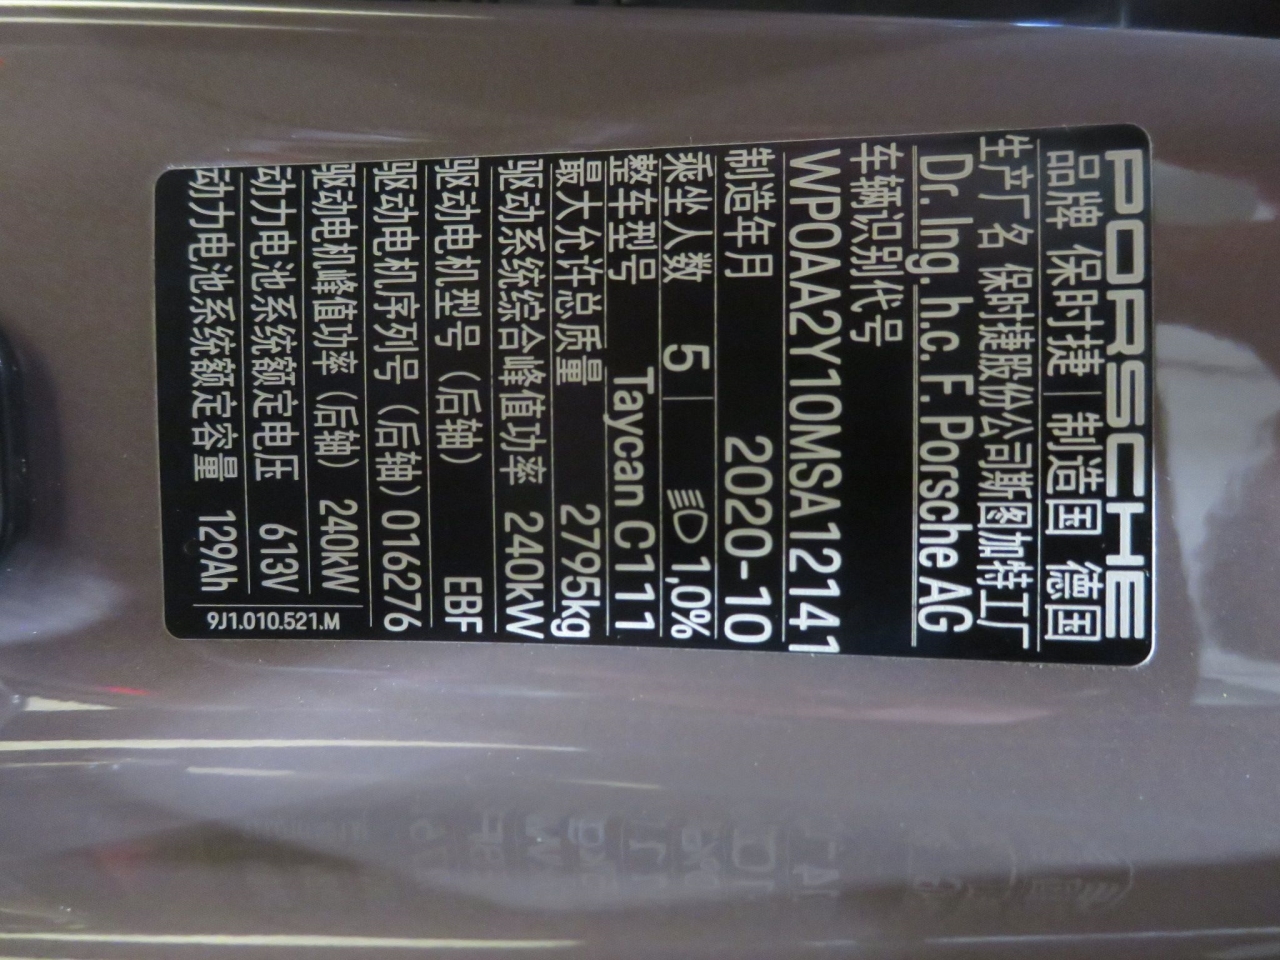 PORSCHE
品牌 保时捷 制造国 德国
生产厂名 保时捷股份公司斯图加特工厂
Dr. Ing. h.c. F. Porsche AG
车辆识别代号
WP0AA2Y10MSA12141
制造年月 2020-10
乘坐人数 5 1,0%
整车型号 Taycan C111
最大允许总质量 2795kg
驱动系统综合峰值功率 240kW
驱动电机型号（后轴） EBF
驱动电机序列号（后轴）016276
驱动电机峰值功率（后轴） 240kW
动力电池系统额定电压 613V
动力电池系统额定容量 129Ah
9J1.010.521.M